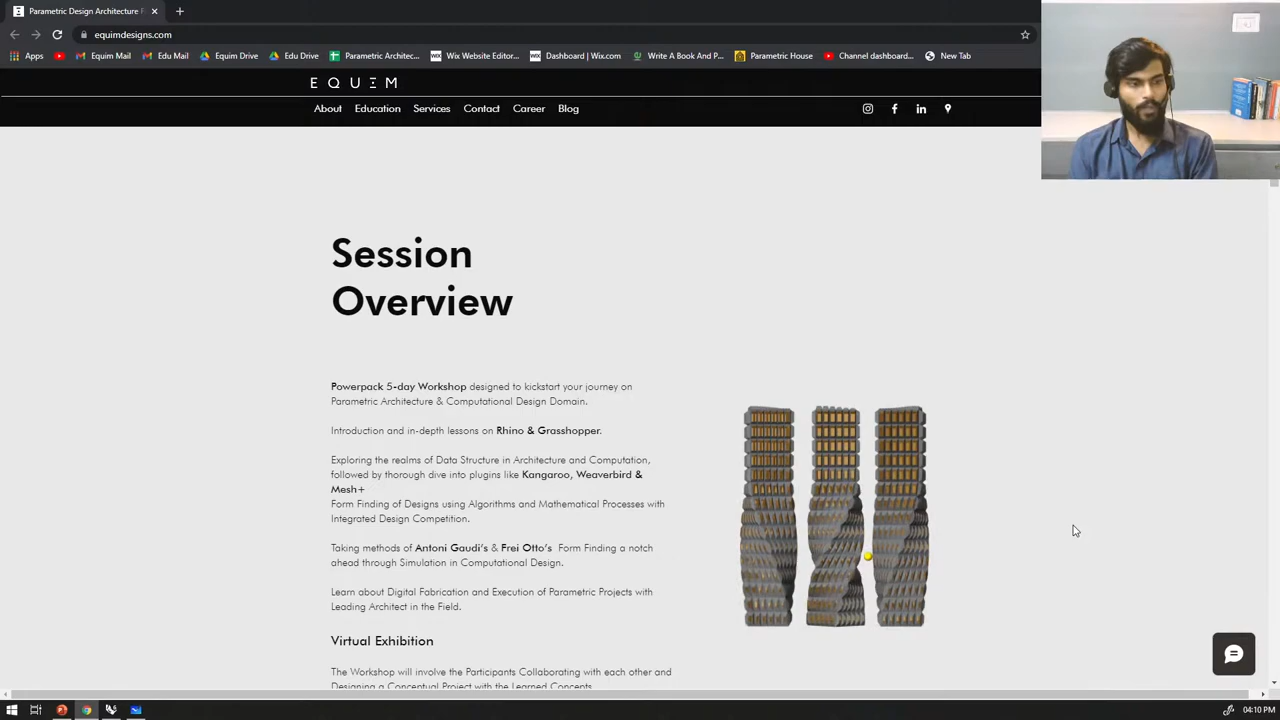 Parametric Design Architecture F
equimdesigns.com
Apps
Equim Mail
Edu Mail
Equim Drive
Edu Drive
Parametric Architec...
Wix Website Editor...
Dashboard | Wix.com
Write A Book And P...
Parametric House
Channel dashboard...
New Tab
EQUIM
About
Education
Services
Contact
Career
Blog
Session
Overview
Powerpack 5-day Workshop designed to kickstart your journey on
Parametric Architecture & Computational Design Domain.
Introduction and in-depth lessons on Rhino & Grasshopper.
Exploring the realms of Data Structure in Architecture and Computation,
followed by thorough dive into plugins like Kangaroo, Weaverbird &
Mesh+
Form Finding of Designs using Algorithms and Mathematical Processes with
Integrated Design Competition.
Taking methods of Antoni Gaudi's & Frei Otto's Form Finding a notch
ahead through Simulation in Computational Design.
Learn about Digital Fabrication and Execution of Parametric Projects with
Leading Architect in the Field.
Virtual Exhibition
The Workshop will involve the Participants Collaborating with each other and
Designing a Conceptual Project with the Learned Concepts
04:10 PM